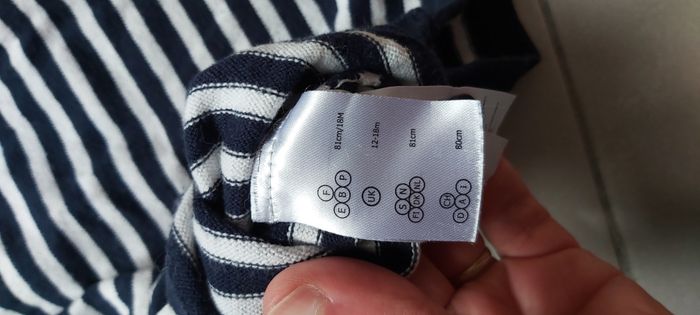 F
E B P 81cm/18M
UK 12-18m
S N
FI DK NL 81cm
CH
D A i 80cm